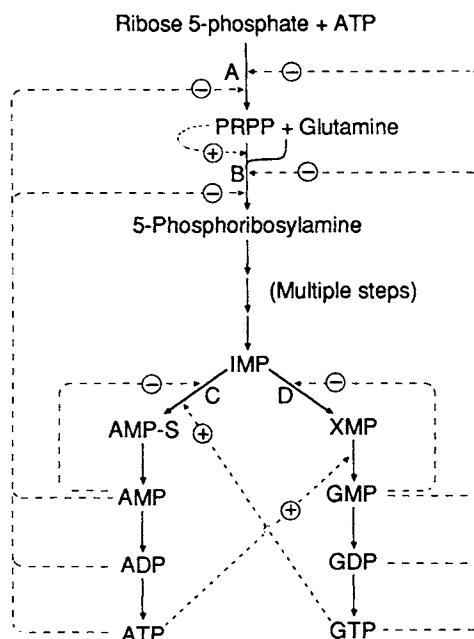 Ribose 5-phosphate + ATP
A
−
−
PRPP + Glutamine
+
B
−
−
5-Phosphoribosylamine
(Multiple steps)
IMP
−
C
D
−
AMP-S
+
XMP
AMP
+
GMP
ADP
GDP
ATP
GTP